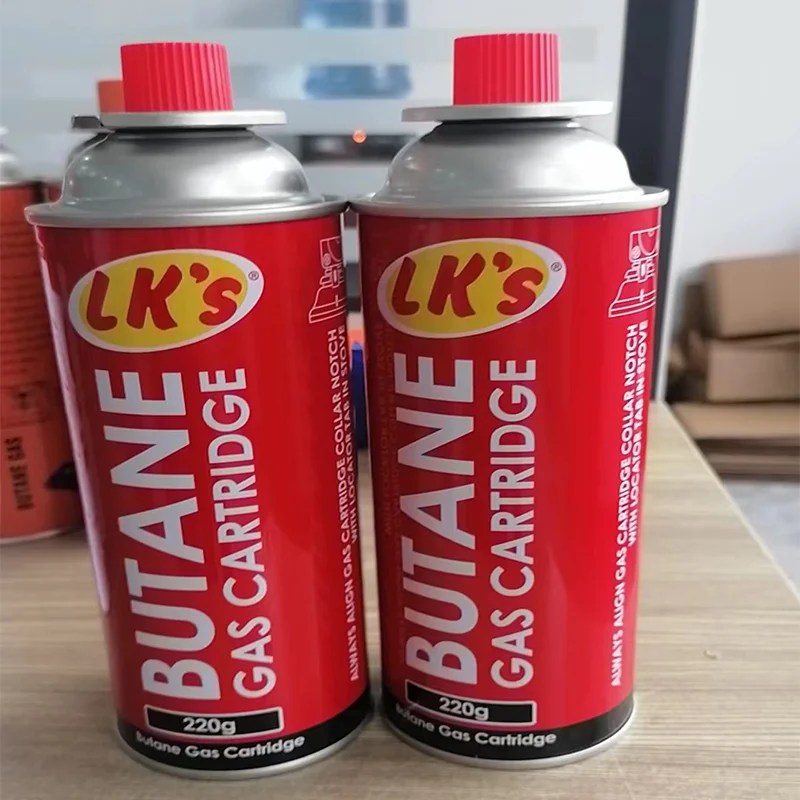 LK's®
BUTANE
GAS CARTRIDGE
220g
Butane Gas Cartridge
ALWAYS ALIGN GAS CARTRIDGE COLLAR NOTCH
WITH LOCATOR TAB IN STOVE
LK's®
BUTANE
GAS CARTRIDGE
220g
Butane Gas Cartridge
ALWAYS ALIGN GAS CARTRIDGE COLLAR NOTCH
WITH LOCATOR TAB IN STOVE
BUTANE GAS